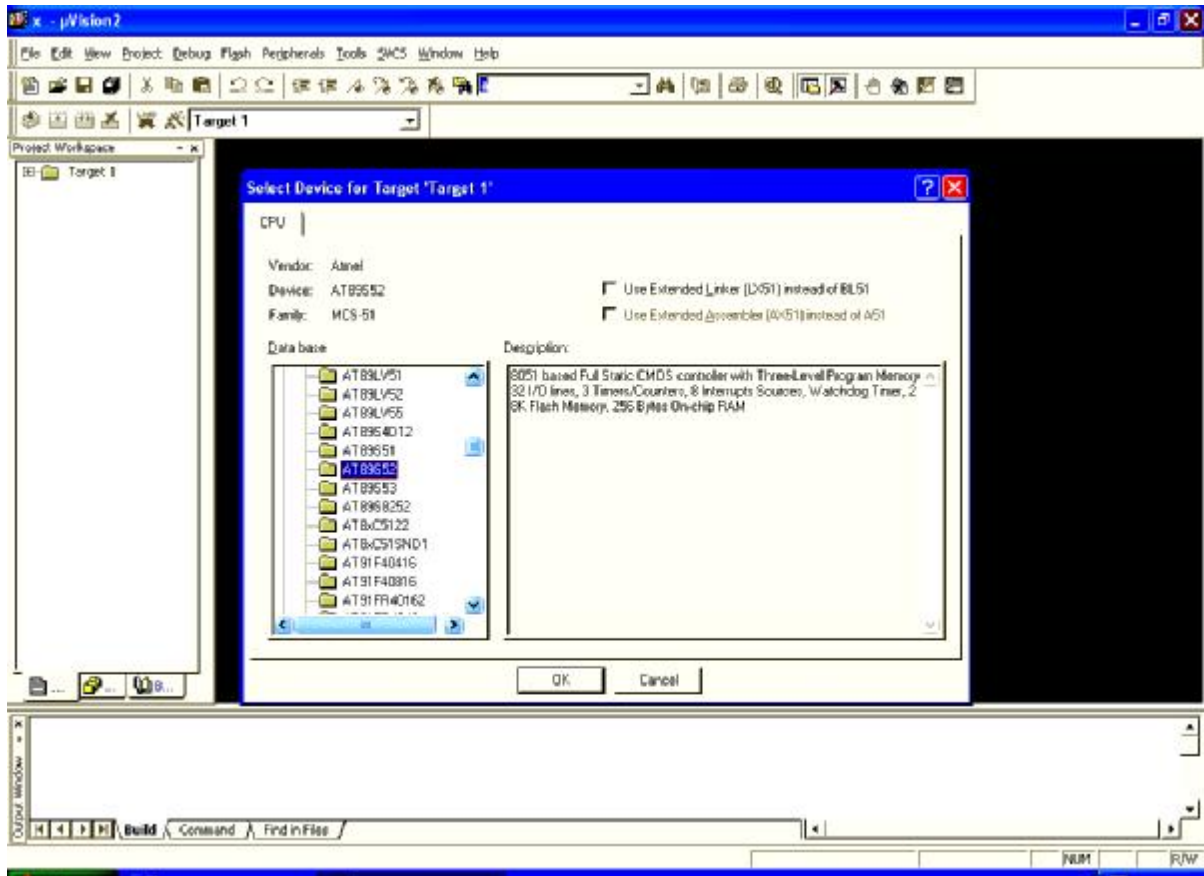 x - µVision2
File Edit View Project Debug Flash Peripherals Tools SVCS Window Help
Target 1
Project Workspace
Target 1
Select Device for Target 'Target 1'
CPU
Vendor: Atmel
Device: AT89S52
Family: MCS-51
Use Extended Linker (LX51) instead of BL51
Use Extended Assembler (AX51) instead of A51
Data base
Description:
AT89LV51
AT89LV52
AT89LV55
AT89S4D12
AT89S51
AT89S52
AT89S53
AT89S8252
AT8xC5122
AT8xC51SND1
AT91F40416
AT91F40816
AT91FR40162
8051 based Full Static CMOS controller with Three-Level Program Memory
32 I/O lines, 3 Timers/Counters, 8 Interrupts Sources, Watchdog Timer, 2
8K Flash Memory, 256 Bytes On-chip RAM
OK
Cancel
... ... B...
Output Window
Build Command Find in Files
NUM R/W